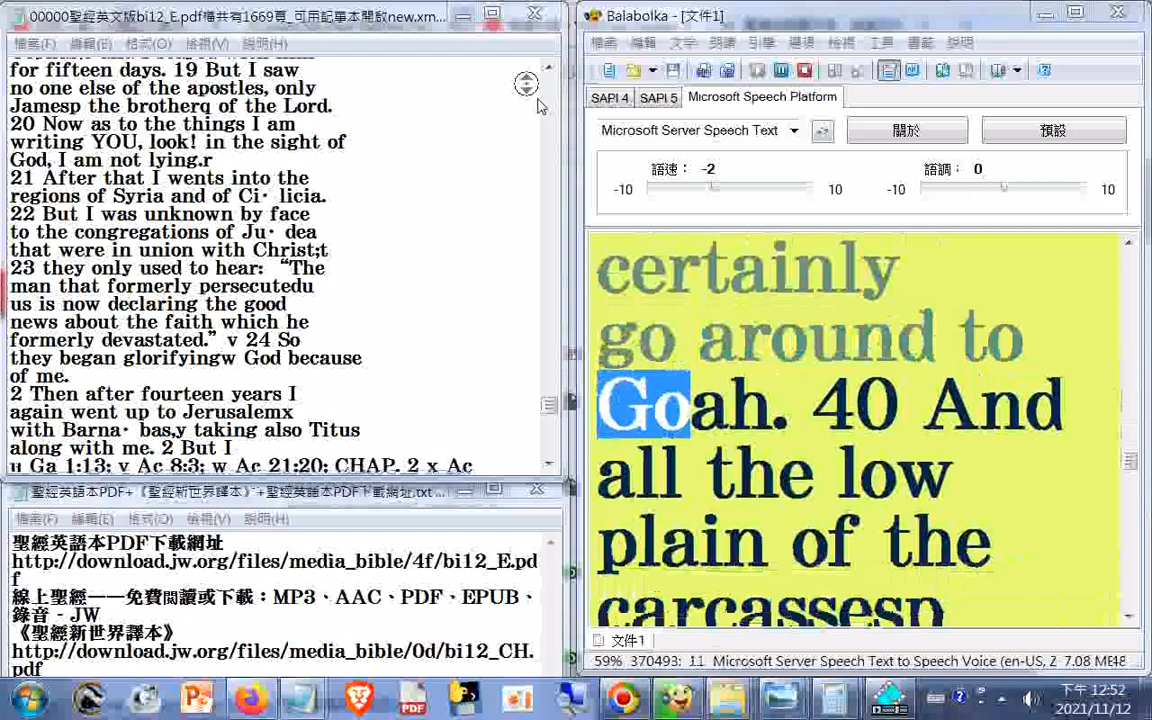 00000聖經英文版bi12_E.pdf檔共有1669頁_可用記事本開啟new.xm...
檔案(F) 編輯(E) 格式(O) 檢視(V) 說明(H)
for fifteen days. 19 But I saw
no one else of the apostles, only
Jamesp the brotherq of the Lord.
20 Now as to the things I am
writing YOU, look! in the sight of
God, I am not lying.r
21 After that I wents into the
regions of Syria and of Ci· licia.
22 But I was unknown by face
to the congregations of Ju· dea
that were in union with Christ;t
23 they only used to hear: “The
man that formerly persecutedu
us is now declaring the good
news about the faith which he
formerly devastated.” v 24 So
they began glorifyingw God because
of me.
2 Then after fourteen years I
again went up to Jerusalemx
with Barna· bas,y taking also Titus
along with me. 2 But I
u Ga 1:13; v Ac 8:3; w Ac 21:20; CHAP. 2 x Ac
聖經英語本PDF+《聖經新世界譯本》+聖經英語本PDF下載網址.txt ...
檔案(F) 編輯(E) 格式(O) 檢視(V) 說明(H)
聖經英語本PDF下載網址
http://download.jw.org/files/media_bible/4f/bi12_E.pd
f
線上聖經——免費閱讀或下載：MP3、AAC、PDF、EPUB、
錄音 - JW
《聖經新世界譯本》
http://download.jw.org/files/media_bible/0d/bi12_CH.
pdf
Balabolka - [文件1]
檔案 編輯 文字 朗讀 引擎 選項 檢視 工具 書籤 說明
SAPI 4 SAPI 5 Microsoft Speech Platform
Microsoft Server Speech Text 關於 預設
語速： -2 語調： 0
-10 10 -10 10
certainly
go around to
Goah. 40 And
all the low
plain of the
carcassesp
文件1
59% 370493: 11 Microsoft Server Speech Text to Speech Voice (en-US, Z 7.08 ME48
PDF
下午 12:52
2021/11/12